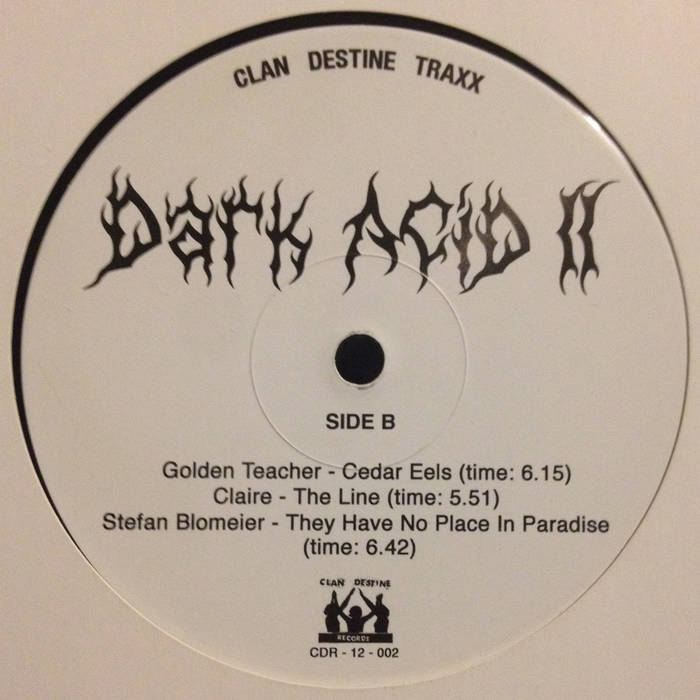 CLAN DESTINE TRAXX
Dark Acid II
SIDE B
Golden Teacher - Cedar Eels (time: 6.15)
Claire - The Line (time: 5.51)
Stefan Blomeier - They Have No Place In Paradise
(time: 6.42)
CLAN DESTINE
RECORDS
CDR - 12 - 002